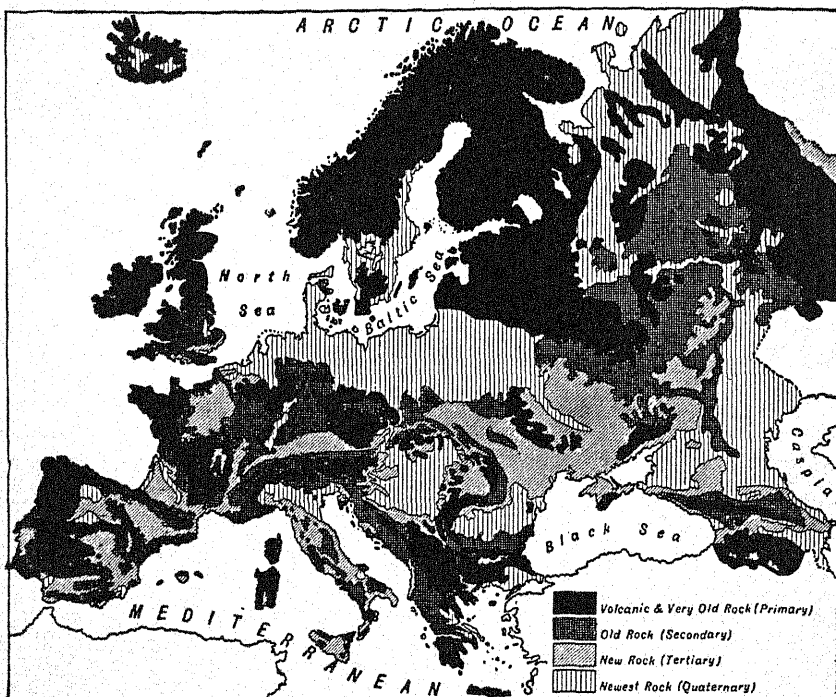 ARCTIC OCEAN
North
Sea
Baltic Sea
Caspia
Black Sea
MEDITERRANEAN S
Volcanic & Very Old Rock (Primary)
Old Rock (Secondary)
New Rock (Tertiary)
Newest Rock (Quaternary)